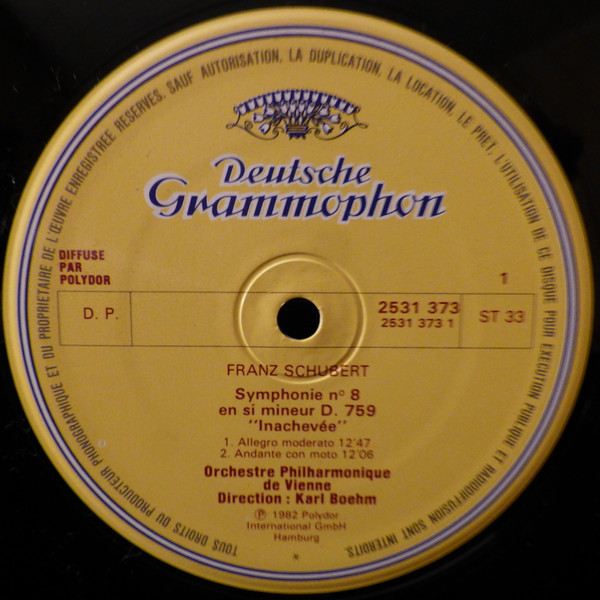 TOUS DROITS DU PRODUCTEUR PHONOGRAPHIQUE ET DU PROPRIETAIRE DE L'ŒUVRE ENREGISTREE RESERVES, SAUF AUTORISATION, LA DUPLICATION, LA LOCATION, LE PRET, L'UTILISATION DE CE DISQUE POUR EXECUTION PUBLIQUE ET RADIODIFFUSION SONT INTERDITS.
Deutsche
Grammophon
DIFFUSE
PAR
POLYDOR
1
D. P.
2531 373
2531 373 1
ST 33
FRANZ SCHUBERT
Symphonie n° 8
en si mineur D. 759
"Inachevée"
1. Allegro moderato 12'47
2. Andante con moto 12'06
Orchestre Philharmonique
de Vienne
Direction : Karl Boehm
℗ 1982 Polydor
International GmbH
Hamburg
*